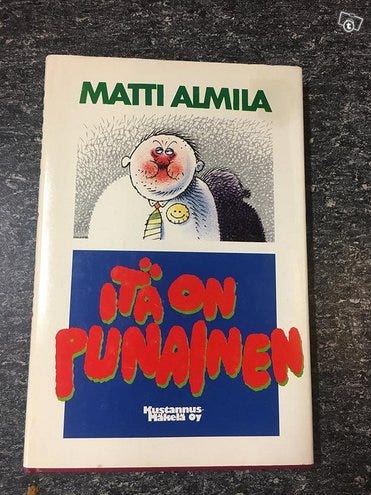 MATTI ALMILA
ITÄ ON
PUNAINEN
Kustannus-
Mäkelä OY